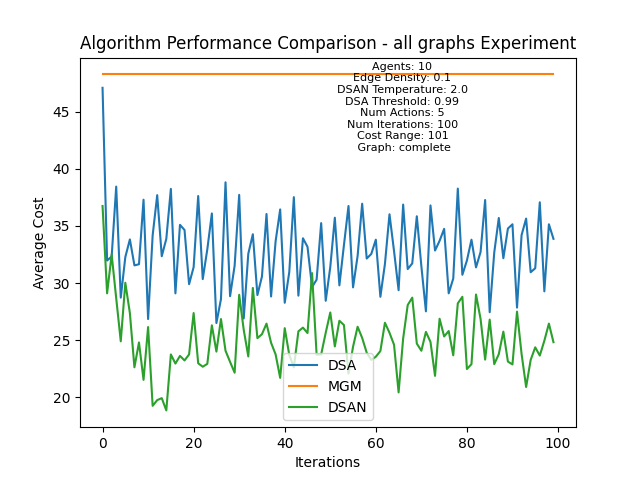 Algorithm Performance Comparison - all graphs Experiment
Agents: 10
Edge Density: 0.1
DSAN Temperature: 2.0
DSA Threshold: 0.99
Num Actions: 5
Num Iterations: 100
Cost Range: 101
Graph: complete
Average Cost
45
40
35
30
25
20
DSA
MGM
DSAN
0
20
40
60
80
100
Iterations